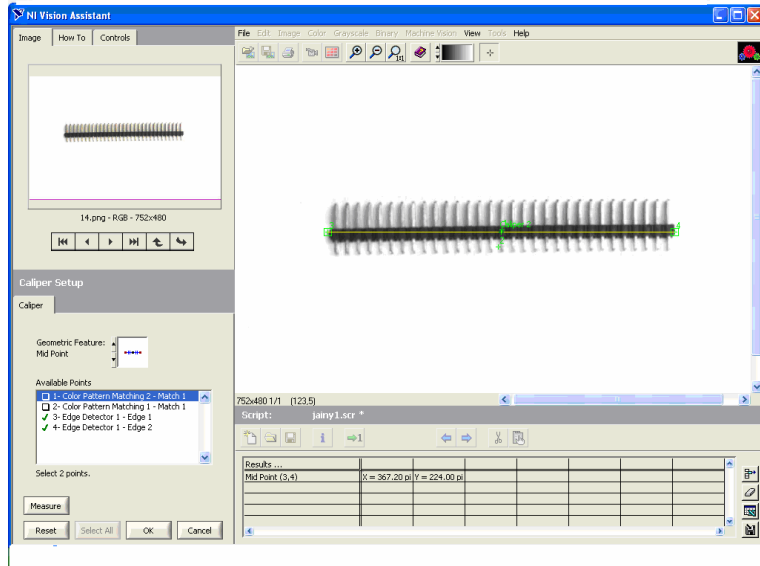 NI Vision Assistant
Image How To Controls
File Edit Image Color Grayscale Binary Machine Vision View Tools Help
1x1
14.png - RGB - 752x480
Caliper Setup
Caliper
Geometric Feature:
Mid Point
Available Points
1- Color Pattern Matching 2 - Match 1
2- Color Pattern Matching 1 - Match 1
3- Edge Detector 1 - Edge 1
4- Edge Detector 1 - Edge 2
Select 2 points.
Measure
Reset Select All OK Cancel
752x480 1/1 (123,5)
Script: jainy1.scr *
1
Results ...
Mid Point (3,4) X = 367.20 pi Y = 224.00 pi